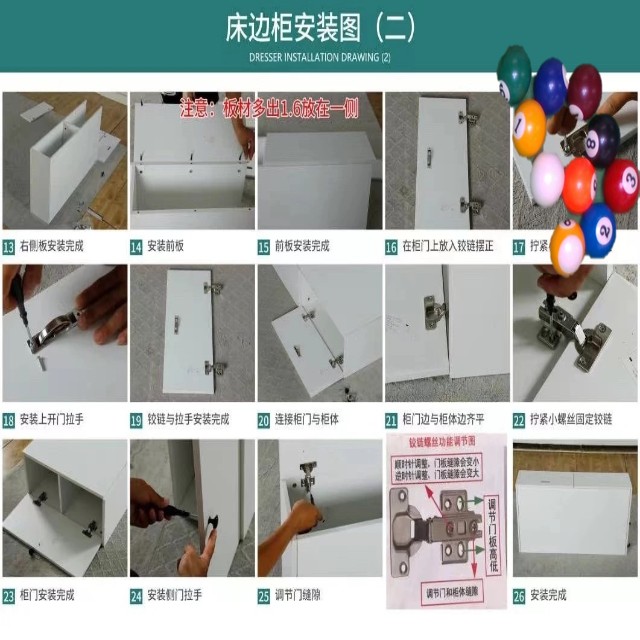 床边柜安装图（二）
DRESSER INSTALLATION DRAWING (2)
注意：板材多出1.6放在一侧
13 右侧板安装完成
14 安装前板
15 前板安装完成
16 在柜门上放入铰链摆正
17 拧紧
18 安装上开门拉手
19 铰链与拉手安装完成
20 连接柜门与柜体
21 柜门边与柜体边齐平
22 拧紧小螺丝固定铰链
铰链螺丝功能调节图
顺时针调整，门板缝隙会变小
逆时针调整，门板缝隙会变大
调节门板高低
调节门和柜体缝隙
23 柜门安装完成
24 安装侧门拉手
25 调节门缝隙
26 安装完成
1
8
3
2